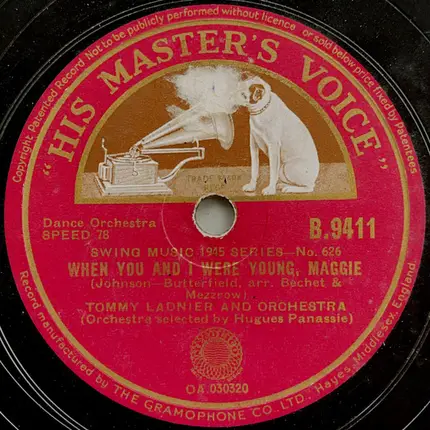 Copyright Patented Record Not to be publicly performed without licence or shared below price fixed by Patentees
"HIS MASTER'S VOICE"
TRADE MARK
Dance Orchestra
SPEED 78
B.9411
SWING MUSIC 1945 SERIES—No. 626
WHEN YOU AND I WERE YOUNG, MAGGIE
(Johnson—Butterfield, arr. Bechet &
Mezzrow)
TOMMY LADNIER AND ORCHESTRA
(Orchestra selected by Hugues Panassie)
OA 030320
Record manufactured by THE GRAMOPHONE CO LTD., Hayes, Middlesex, England.